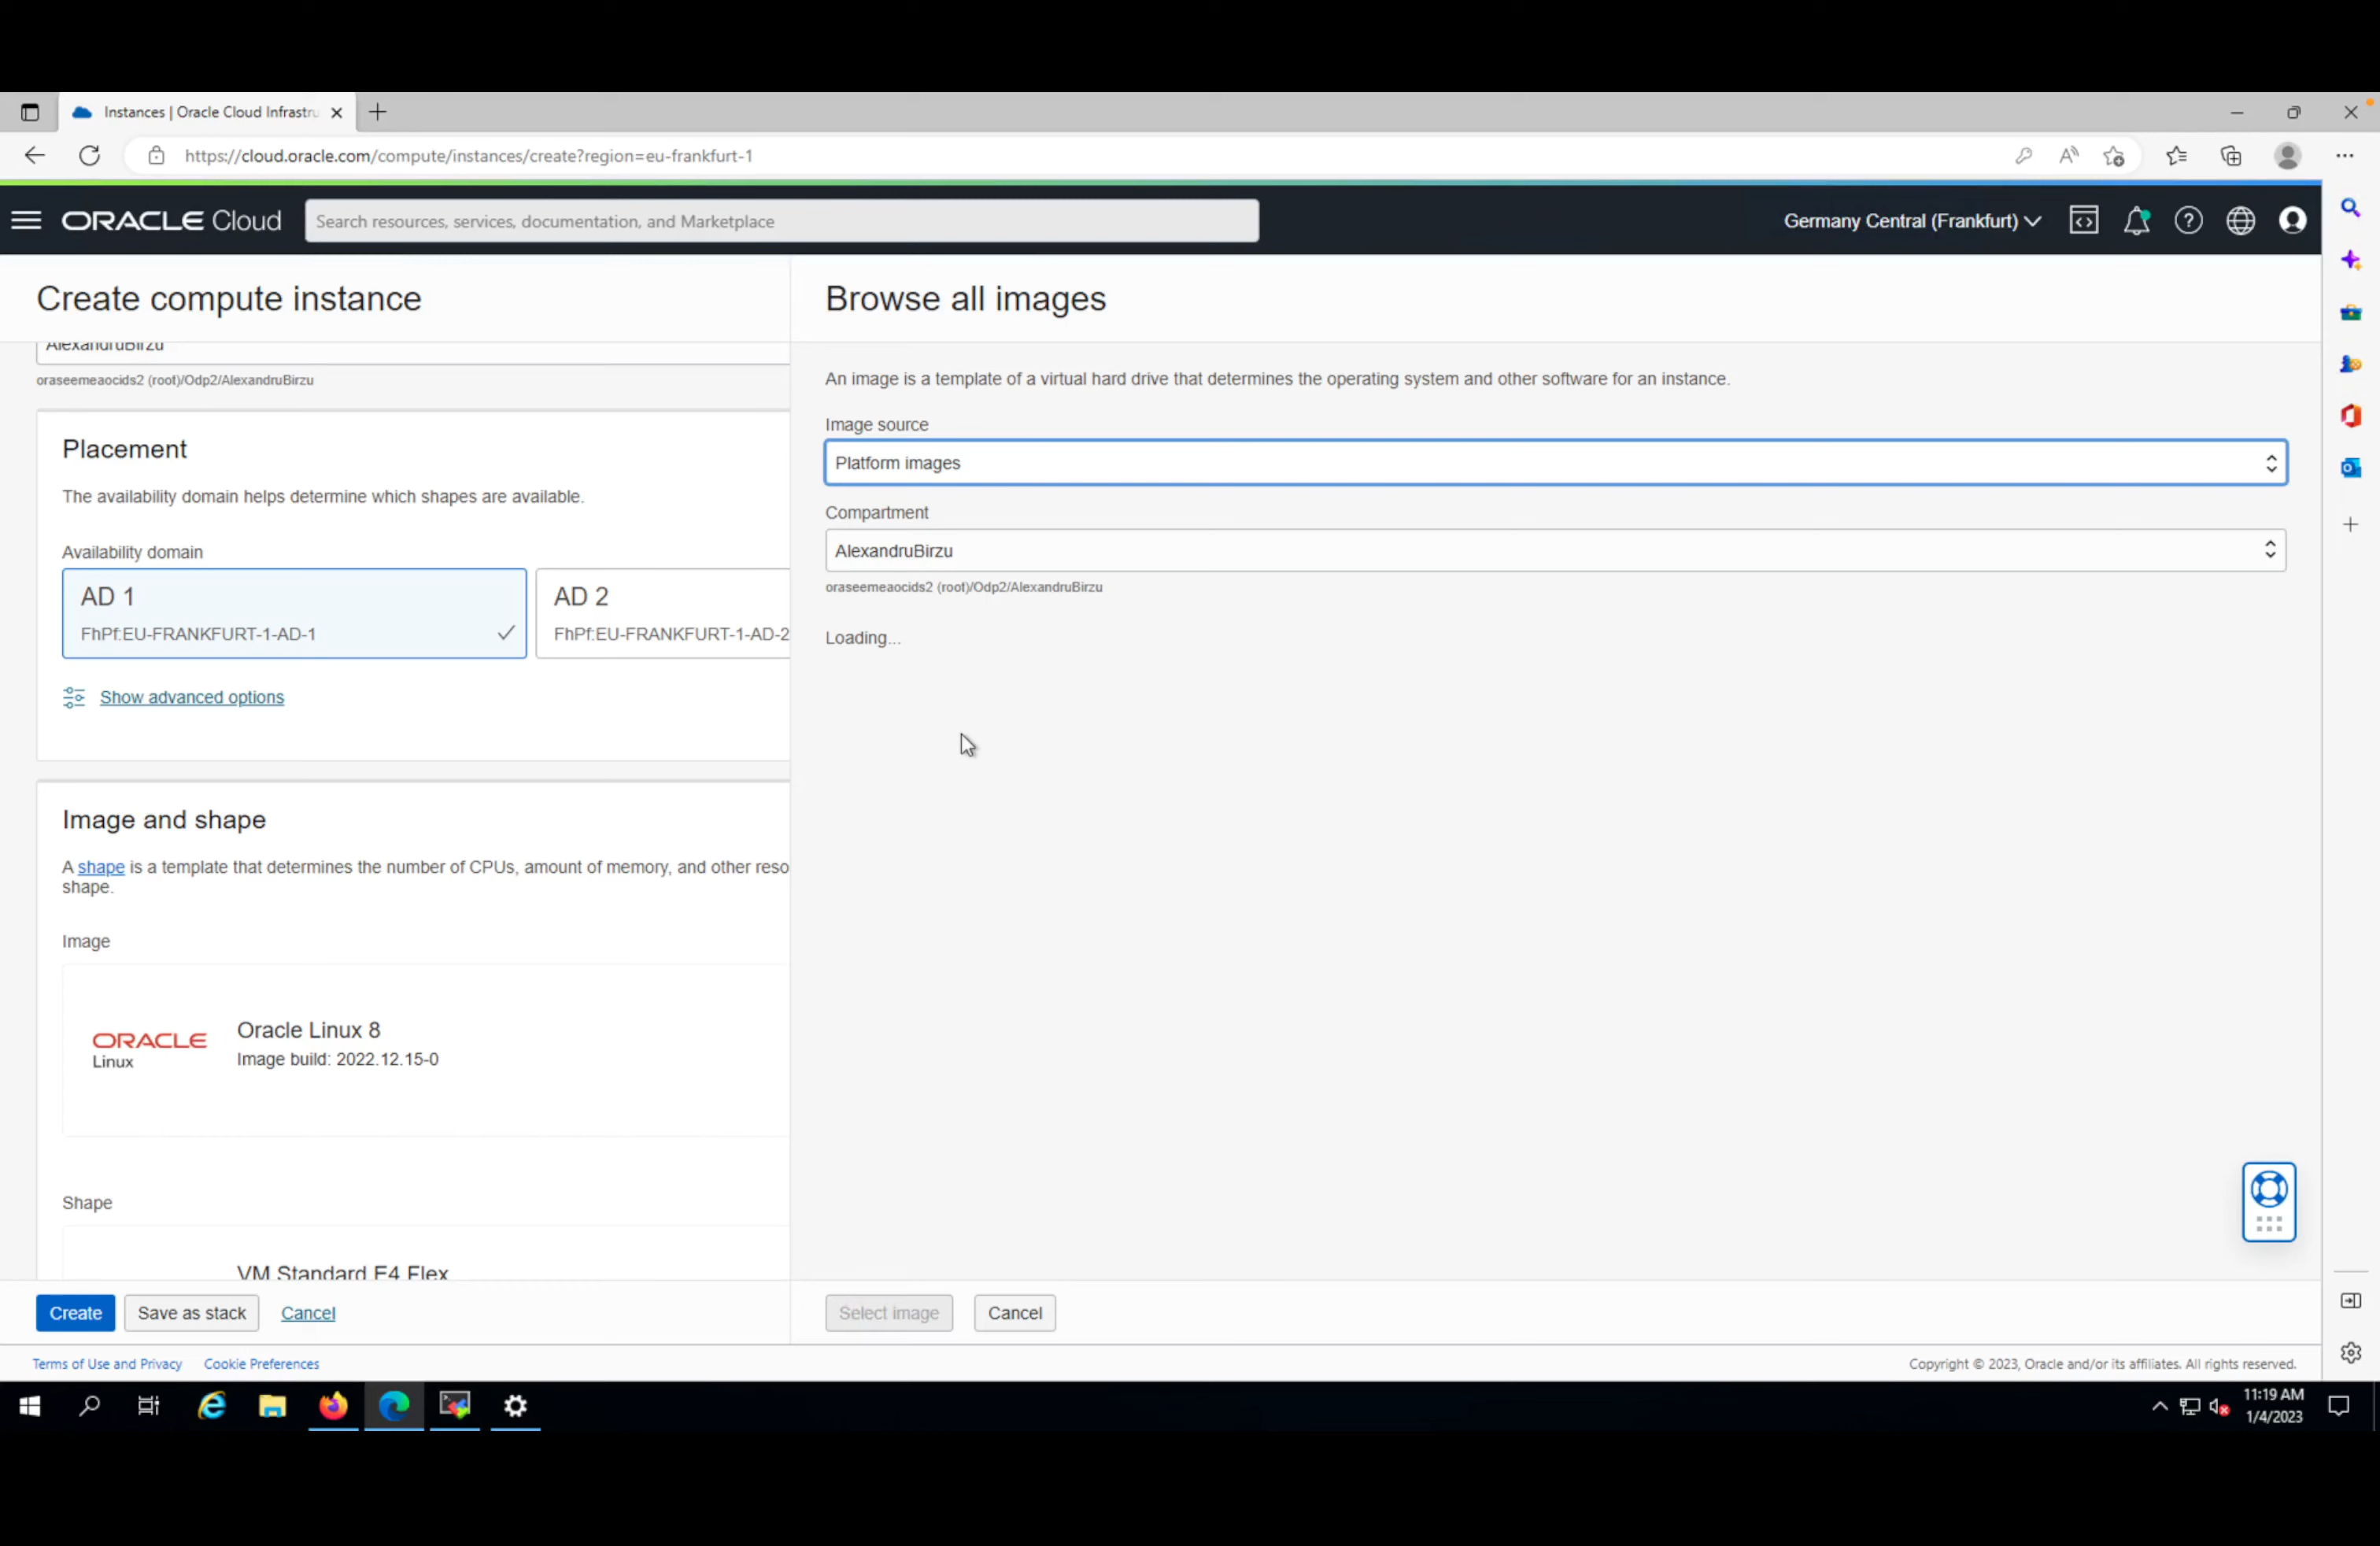 Instances | Oracle Cloud Infrastru
https://cloud.oracle.com/compute/instances/create?region=eu-frankfurt-1
ORACLE Cloud
Search resources, services, documentation, and Marketplace
Germany Central (Frankfurt)
Create compute instance
AlexandruBirzu
oraseemeaocids2 (root)/Odp2/AlexandruBirzu
Placement
The availability domain helps determine which shapes are available.
Availability domain
AD 1
FhPf:EU-FRANKFURT-1-AD-1
AD 2
FhPf:EU-FRANKFURT-1-AD-2
Show advanced options
Image and shape
A shape is a template that determines the number of CPUs, amount of memory, and other reso
shape.
Image
ORACLE
Linux
Oracle Linux 8
Image build: 2022.12.15-0
Shape
VM Standard E4 Flex
Create
Save as stack
Cancel
Browse all images
An image is a template of a virtual hard drive that determines the operating system and other software for an instance.
Image source
Platform images
Compartment
AlexandruBirzu
oraseemeaocids2 (root)/Odp2/AlexandruBirzu
Loading...
Select image
Cancel
Terms of Use and Privacy
Cookie Preferences
Copyright © 2023, Oracle and/or its affiliates. All rights reserved.
11:19 AM
1/4/2023